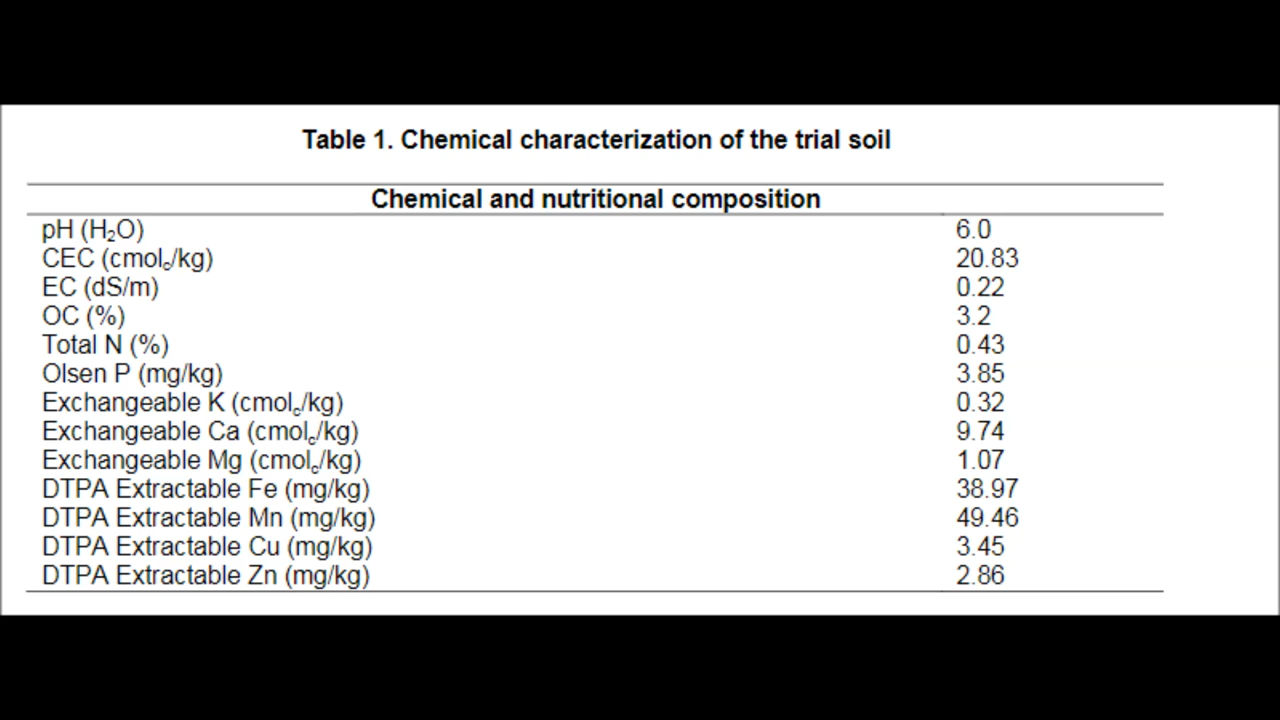 Table 1. Chemical characterization of the trial soil
Chemical and nutritional composition
pH (H₂O) 6.0
CEC (cmolc/kg) 20.83
EC (dS/m) 0.22
OC (%) 3.2
Total N (%) 0.43
Olsen P (mg/kg) 3.85
Exchangeable K (cmolc/kg) 0.32
Exchangeable Ca (cmolc/kg) 9.74
Exchangeable Mg (cmolc/kg) 1.07
DTPA Extractable Fe (mg/kg) 38.97
DTPA Extractable Mn (mg/kg) 49.46
DTPA Extractable Cu (mg/kg) 3.45
DTPA Extractable Zn (mg/kg) 2.86